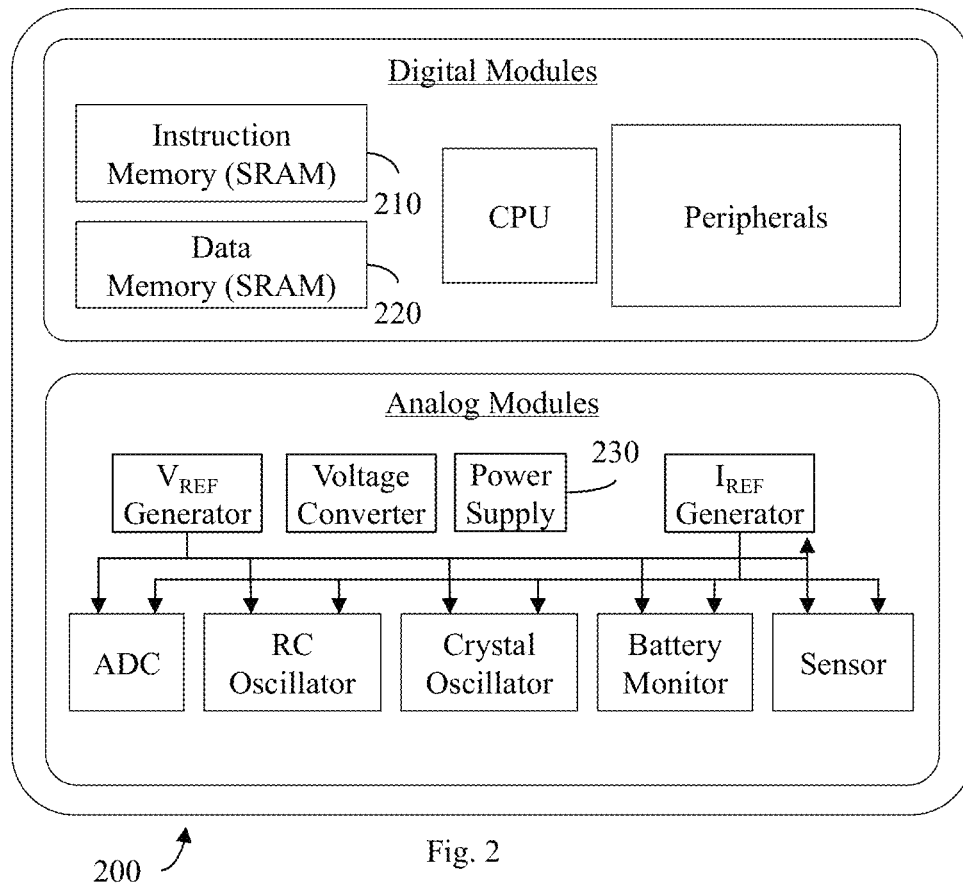 Digital Modules
Instruction
Memory (SRAM)
210
Data
Memory (SRAM)
220
CPU
Peripherals
Analog Modules
230
VREF
Generator
Voltage
Converter
Power
Supply
IREF
Generator
ADC
RC
Oscillator
Crystal
Oscillator
Battery
Monitor
Sensor
200
Fig. 2